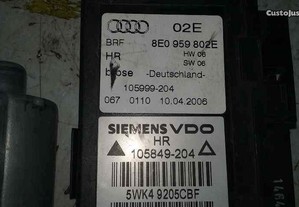 CustoJusto
02E
BRF 8E0 959 802E
HR HW 06
SW 06
brose -Deutschland-
105999-204
067 0110 10.04.2006
SIEMENS VDO
HR
105849-204
5WK4 9205CBF